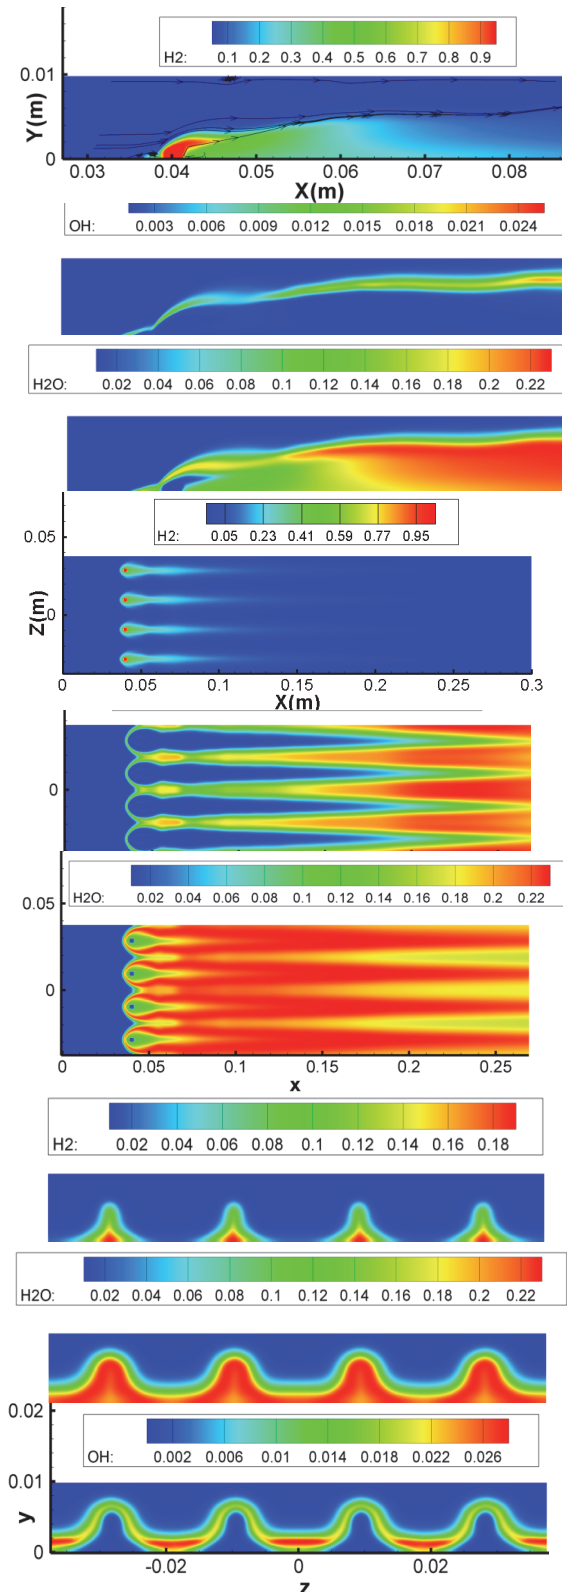 H2: 0.1 0.2 0.3 0.4 0.5 0.6 0.7 0.8 0.9
0.01
Y(m)
0
0.03 0.04 0.05 0.06 0.07 0.08
X(m)
OH: 0.003 0.006 0.009 0.012 0.015 0.018 0.021 0.024
H2O: 0.02 0.04 0.06 0.08 0.1 0.12 0.14 0.16 0.18 0.2 0.22
H2: 0.05 0.23 0.41 0.59 0.77 0.95
0.05
Z(m)
0
0 0.05 0.1 0.15 0.2 0.25 0.3
X(m)
0
H2O: 0.02 0.04 0.06 0.08 0.1 0.12 0.14 0.16 0.18 0.2 0.22
0.05
0
0 0.05 0.1 0.15 0.2 0.25
x
H2: 0.02 0.04 0.06 0.08 0.1 0.12 0.14 0.16 0.18
H2O: 0.02 0.04 0.06 0.08 0.1 0.12 0.14 0.16 0.18 0.2 0.22
0.02
OH: 0.002 0.006 0.01 0.014 0.018 0.022 0.026
0.01
y
0
-0.02 0 0.02
z